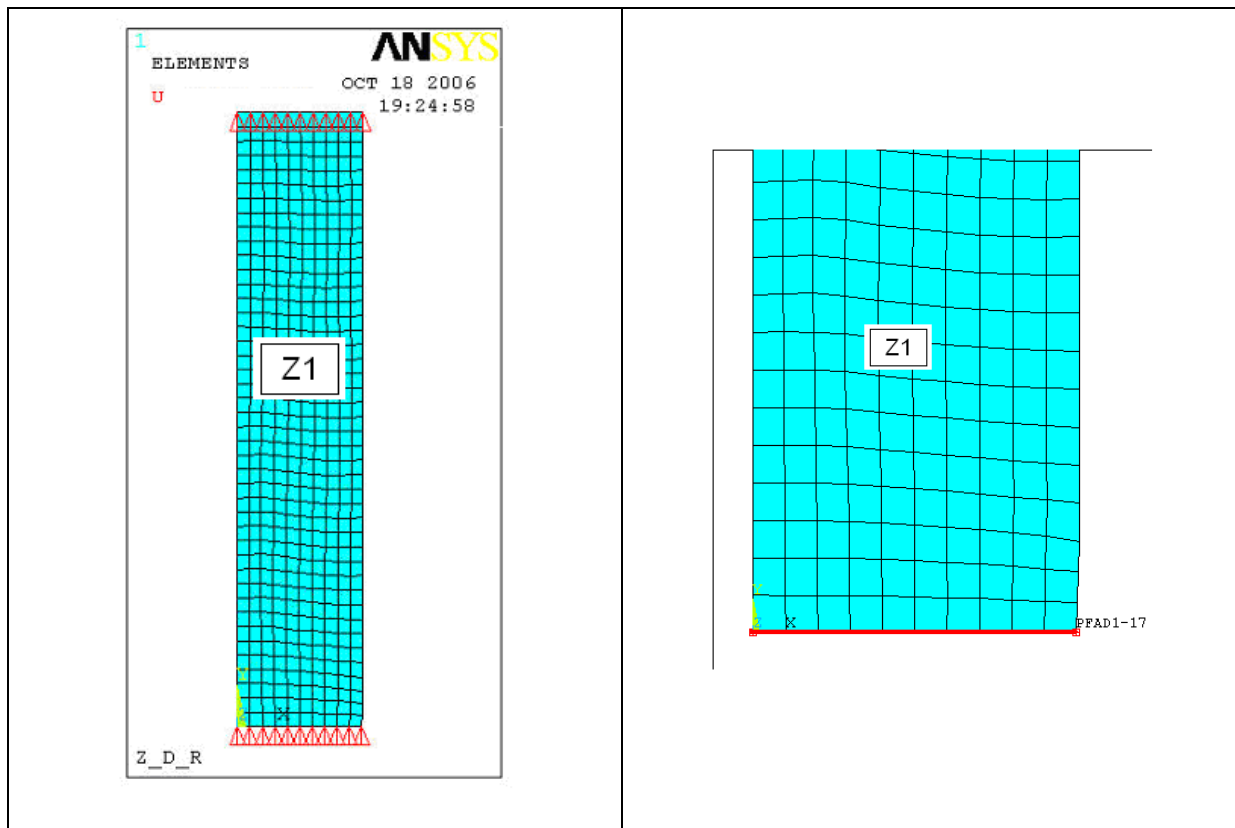 1
ANSYS
ELEMENTS
OCT 18 2006
U
19:24:58
Z1
Y
Z X
Z_D_R
Z1
Y
Z X
PFAD1-17